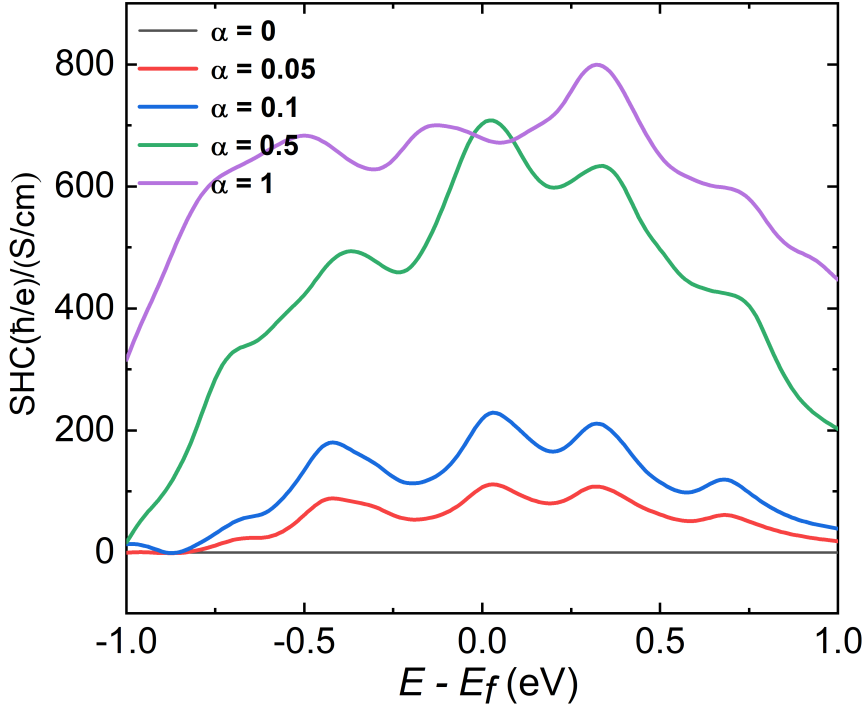 α = 0
α = 0.05
α = 0.1
α = 0.5
α = 1
SHC(ħ/e)/(S/cm)
800
600
400
200
0
-1.0 -0.5 0.0 0.5 1.0
E - Ef (eV)